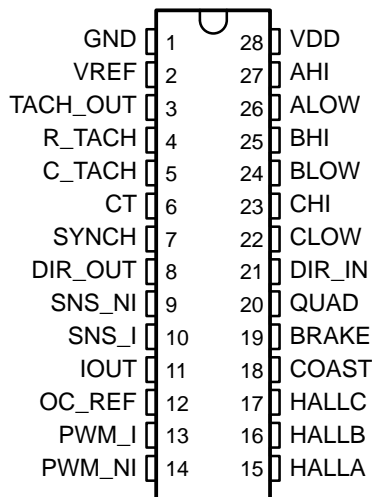 GND 1 28 VDD
VREF 2 27 AHI
TACH_OUT 3 26 ALOW
R_TACH 4 25 BHI
C_TACH 5 24 BLOW
CT 6 23 CHI
SYNCH 7 22 CLOW
DIR_OUT 8 21 DIR_IN
SNS_NI 9 20 QUAD
SNS_I 10 19 BRAKE
IOUT 11 18 COAST
OC_REF 12 17 HALLC
PWM_I 13 16 HALLB
PWM_NI 14 15 HALLA